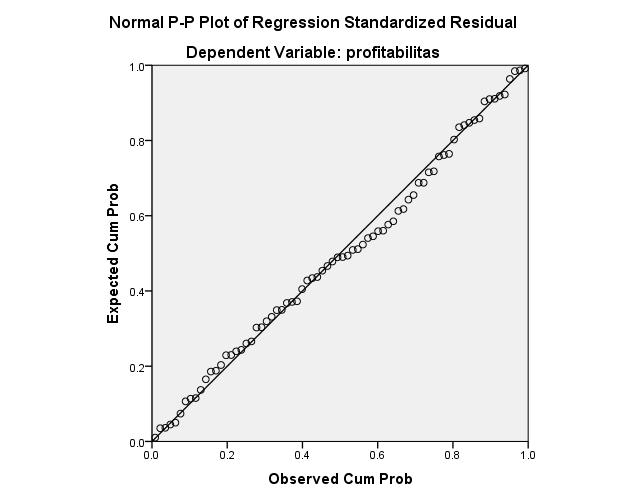 Normal P-P Plot of Regression Standardized Residual
Dependent Variable: profitabilitas
1.0
0.8
0.6
0.4
0.2
0.0
Expected Cum Prob
0.0 0.2 0.4 0.6 0.8 1.0
Observed Cum Prob